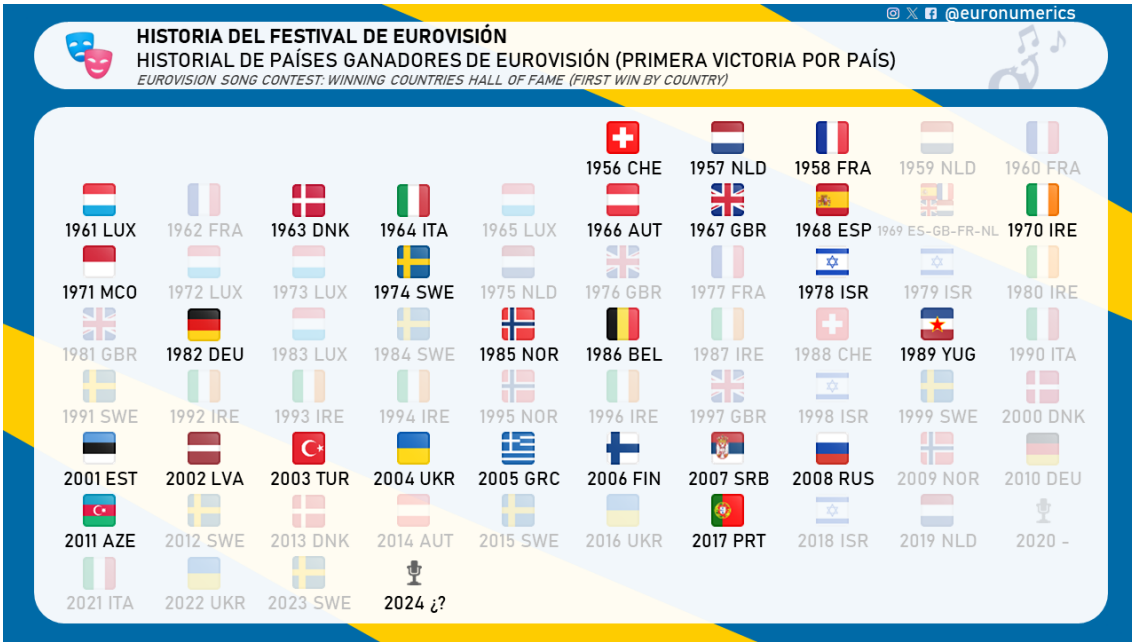 @euronumerics
HISTORIA DEL FESTIVAL DE EUROVISIÓN
HISTORIAL DE PAÍSES GANADORES DE EUROVISIÓN (PRIMERA VICTORIA POR PAÍS)
EUROVISION SONG CONTEST: WINNING COUNTRIES HALL OF FAME (FIRST WIN BY COUNTRY)
1956 CHE 1957 NLD 1958 FRA 1959 NLD 1960 FRA
1961 LUX 1962 FRA 1963 DNK 1964 ITA 1965 LUX 1966 AUT 1967 GBR 1968 ESP 1969 ES-GB-FR-NL 1970 IRE
1971 MCO 1972 LUX 1973 LUX 1974 SWE 1975 NLD 1976 GBR 1977 FRA 1978 ISR 1979 ISR 1980 IRE
1981 GBR 1982 DEU 1983 LUX 1984 SWE 1985 NOR 1986 BEL 1987 IRE 1988 CHE 1989 YUG 1990 ITA
1991 SWE 1992 IRE 1993 IRE 1994 IRE 1995 NOR 1996 IRE 1997 GBR 1998 ISR 1999 SWE 2000 DNK
2001 EST 2002 LVA 2003 TUR 2004 UKR 2005 GRC 2006 FIN 2007 SRB 2008 RUS 2009 NOR 2010 DEU
2011 AZE 2012 SWE 2013 DNK 2014 AUT 2015 SWE 2016 UKR 2017 PRT 2018 ISR 2019 NLD 2020 -
2021 ITA 2022 UKR 2023 SWE 2024 ¿?